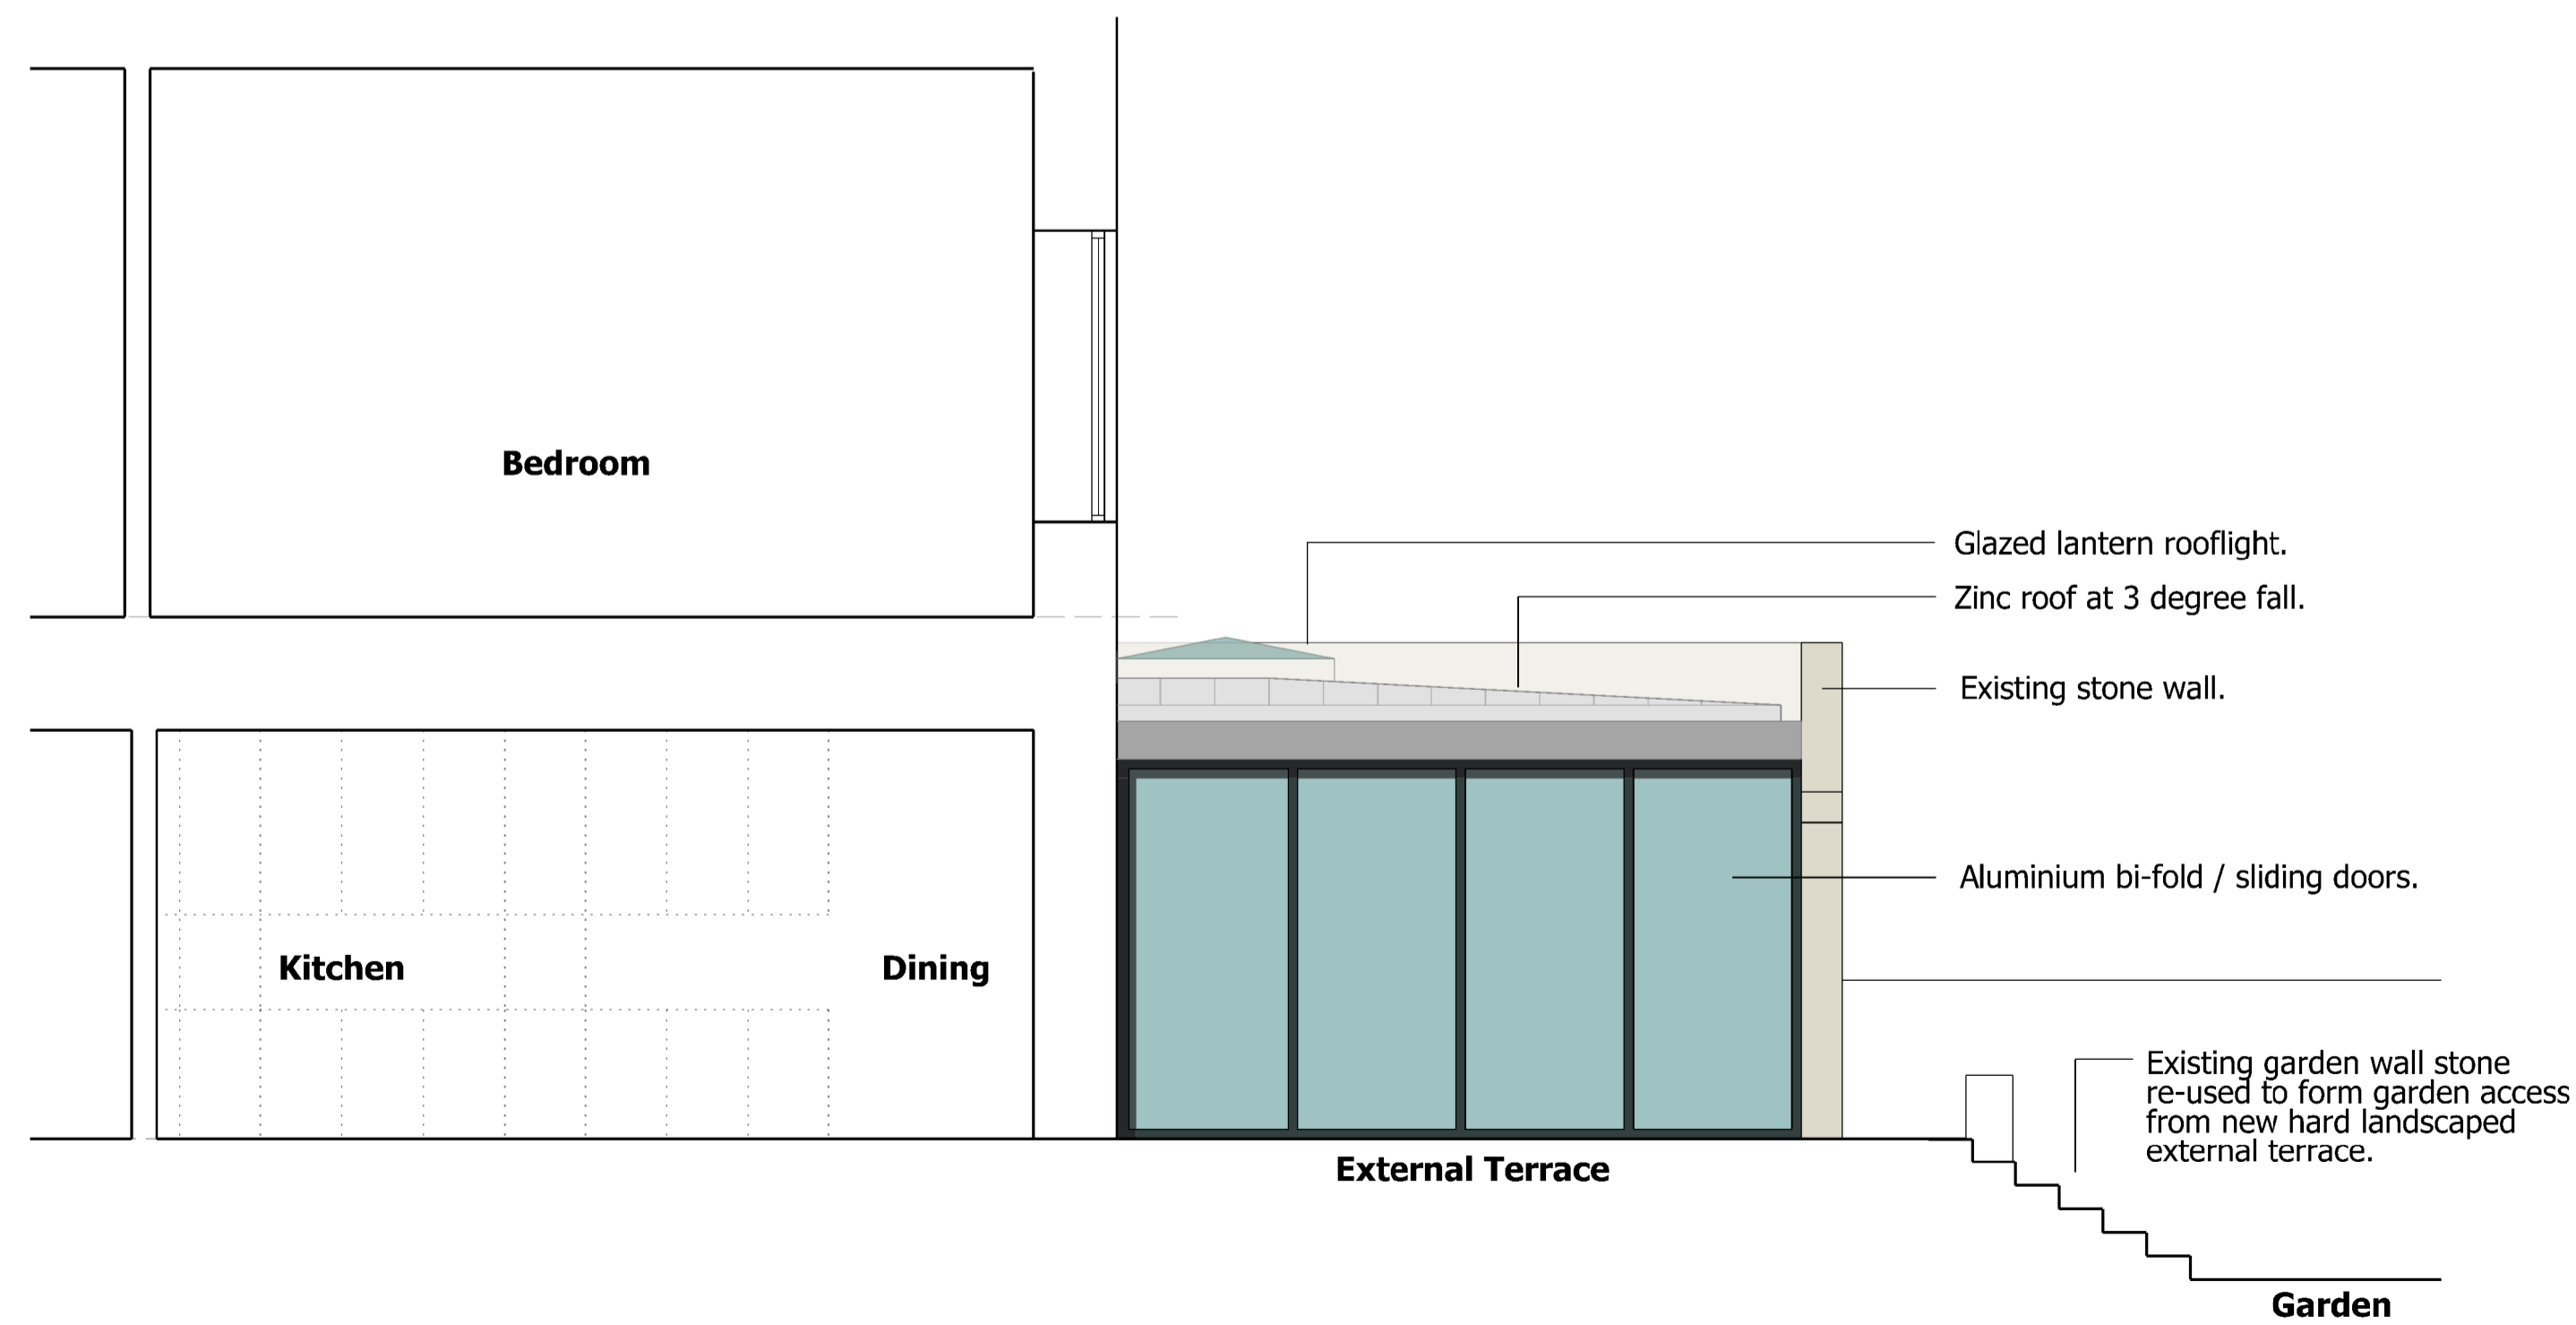 Bedroom
Glazed lantern rooflight.
Zinc roof at 3 degree fall.
Existing stone wall.
Aluminium bi-fold / sliding doors.
Kitchen
Dining
Existing garden wall stone
re-used to form garden access
from new hard landscaped
external terrace.
External Terrace
Garden